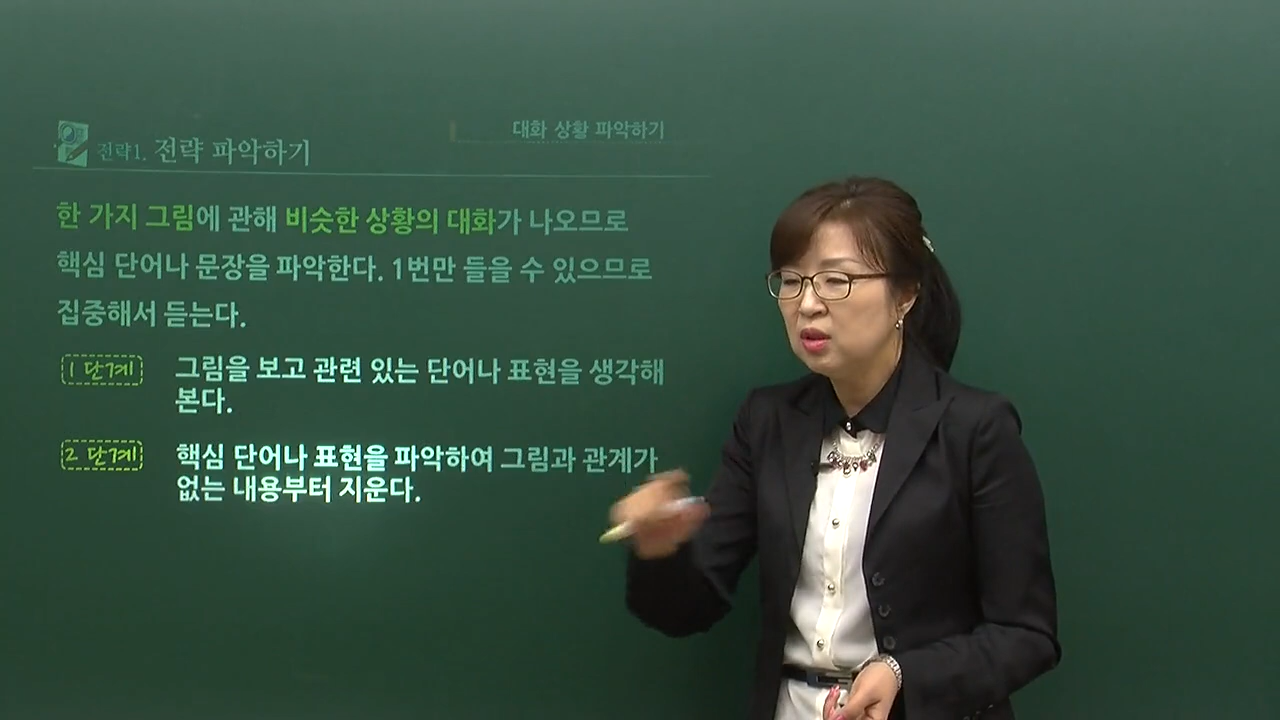 대화 상황 파악하기
전략1. 전략 파악하기
한 가지 그림에 관해 비슷한 상황의 대화가 나오므로
핵심 단어나 문장을 파악한다. 1번만 들을 수 있으므로
집중해서 듣는다.
1 단계
그림을 보고 관련 있는 단어나 표현을 생각해
본다.
2 단계
핵심 단어나 표현을 파악하여 그림과 관계가
없는 내용부터 지운다.